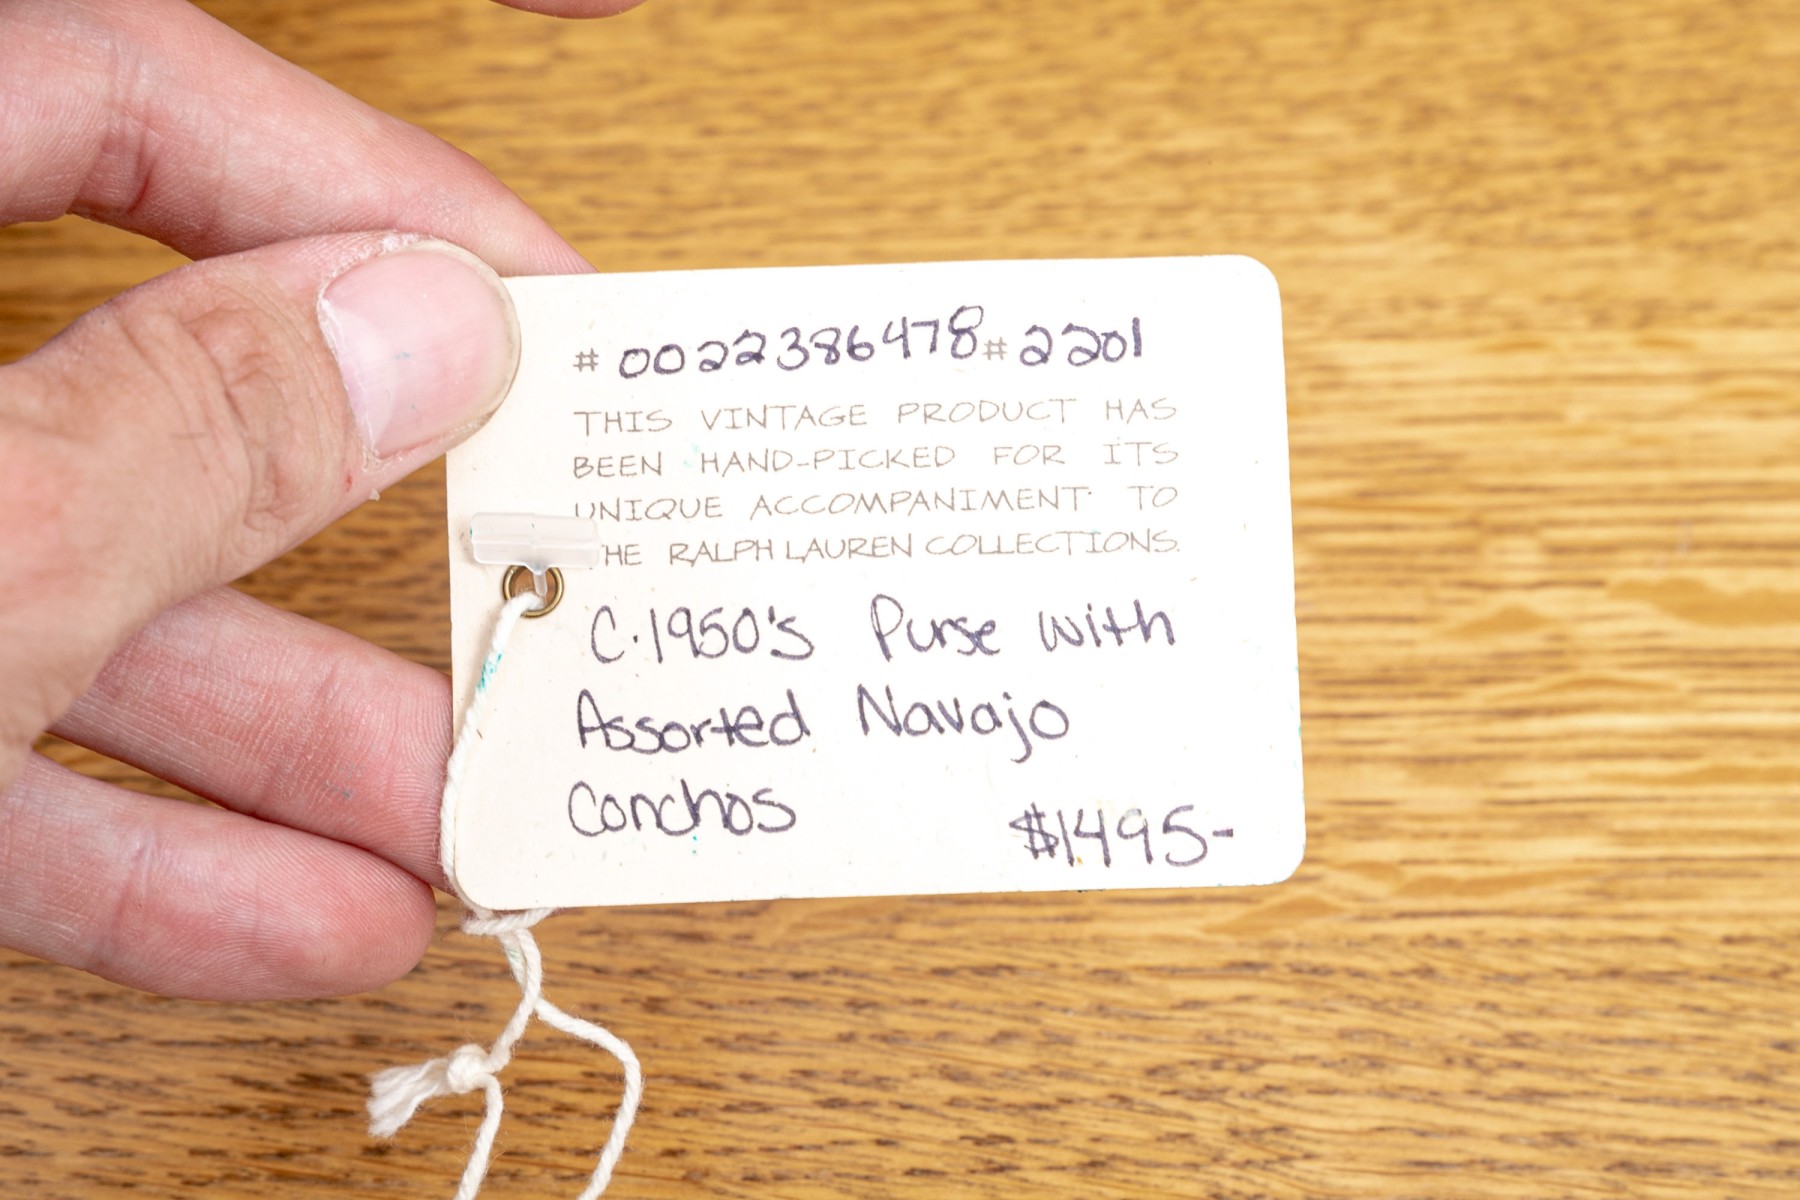 # 0022386478 # 2201
THIS VINTAGE PRODUCT HAS
BEEN HAND-PICKED FOR ITS
UNIQUE ACCOMPANIMENT TO
THE RALPH LAUREN COLLECTIONS.
C.1950's Purse with
Assorted Navajo
Conchos
$1495-